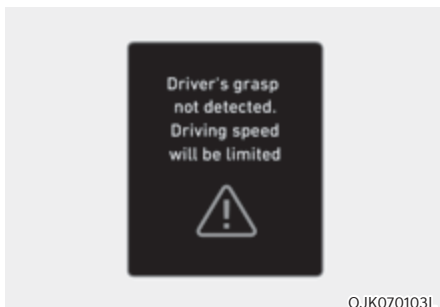 Driver's grasp
not detected.
Driving speed
will be limited
OJK070103L